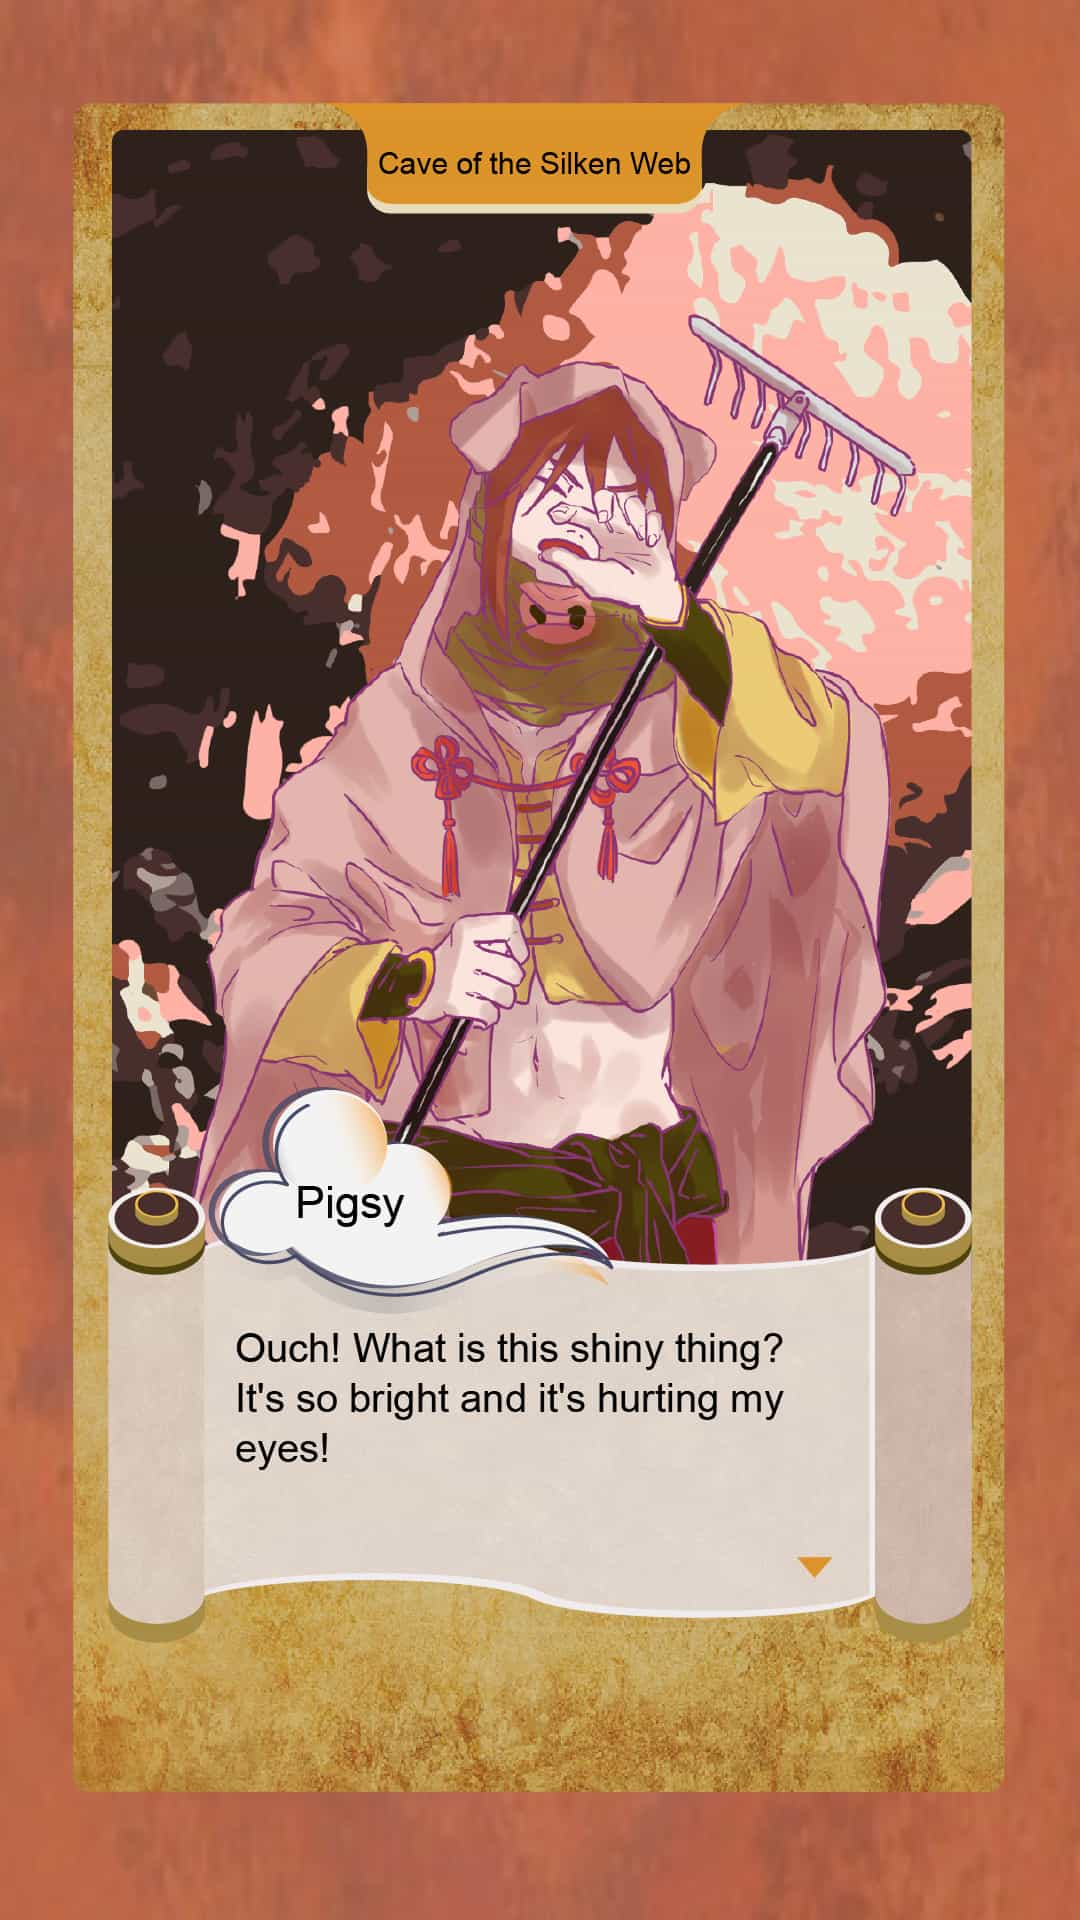 Cave of the Silken Web
Pigsy
Ouch! What is this shiny thing?
It's so bright and it's hurting my
eyes!